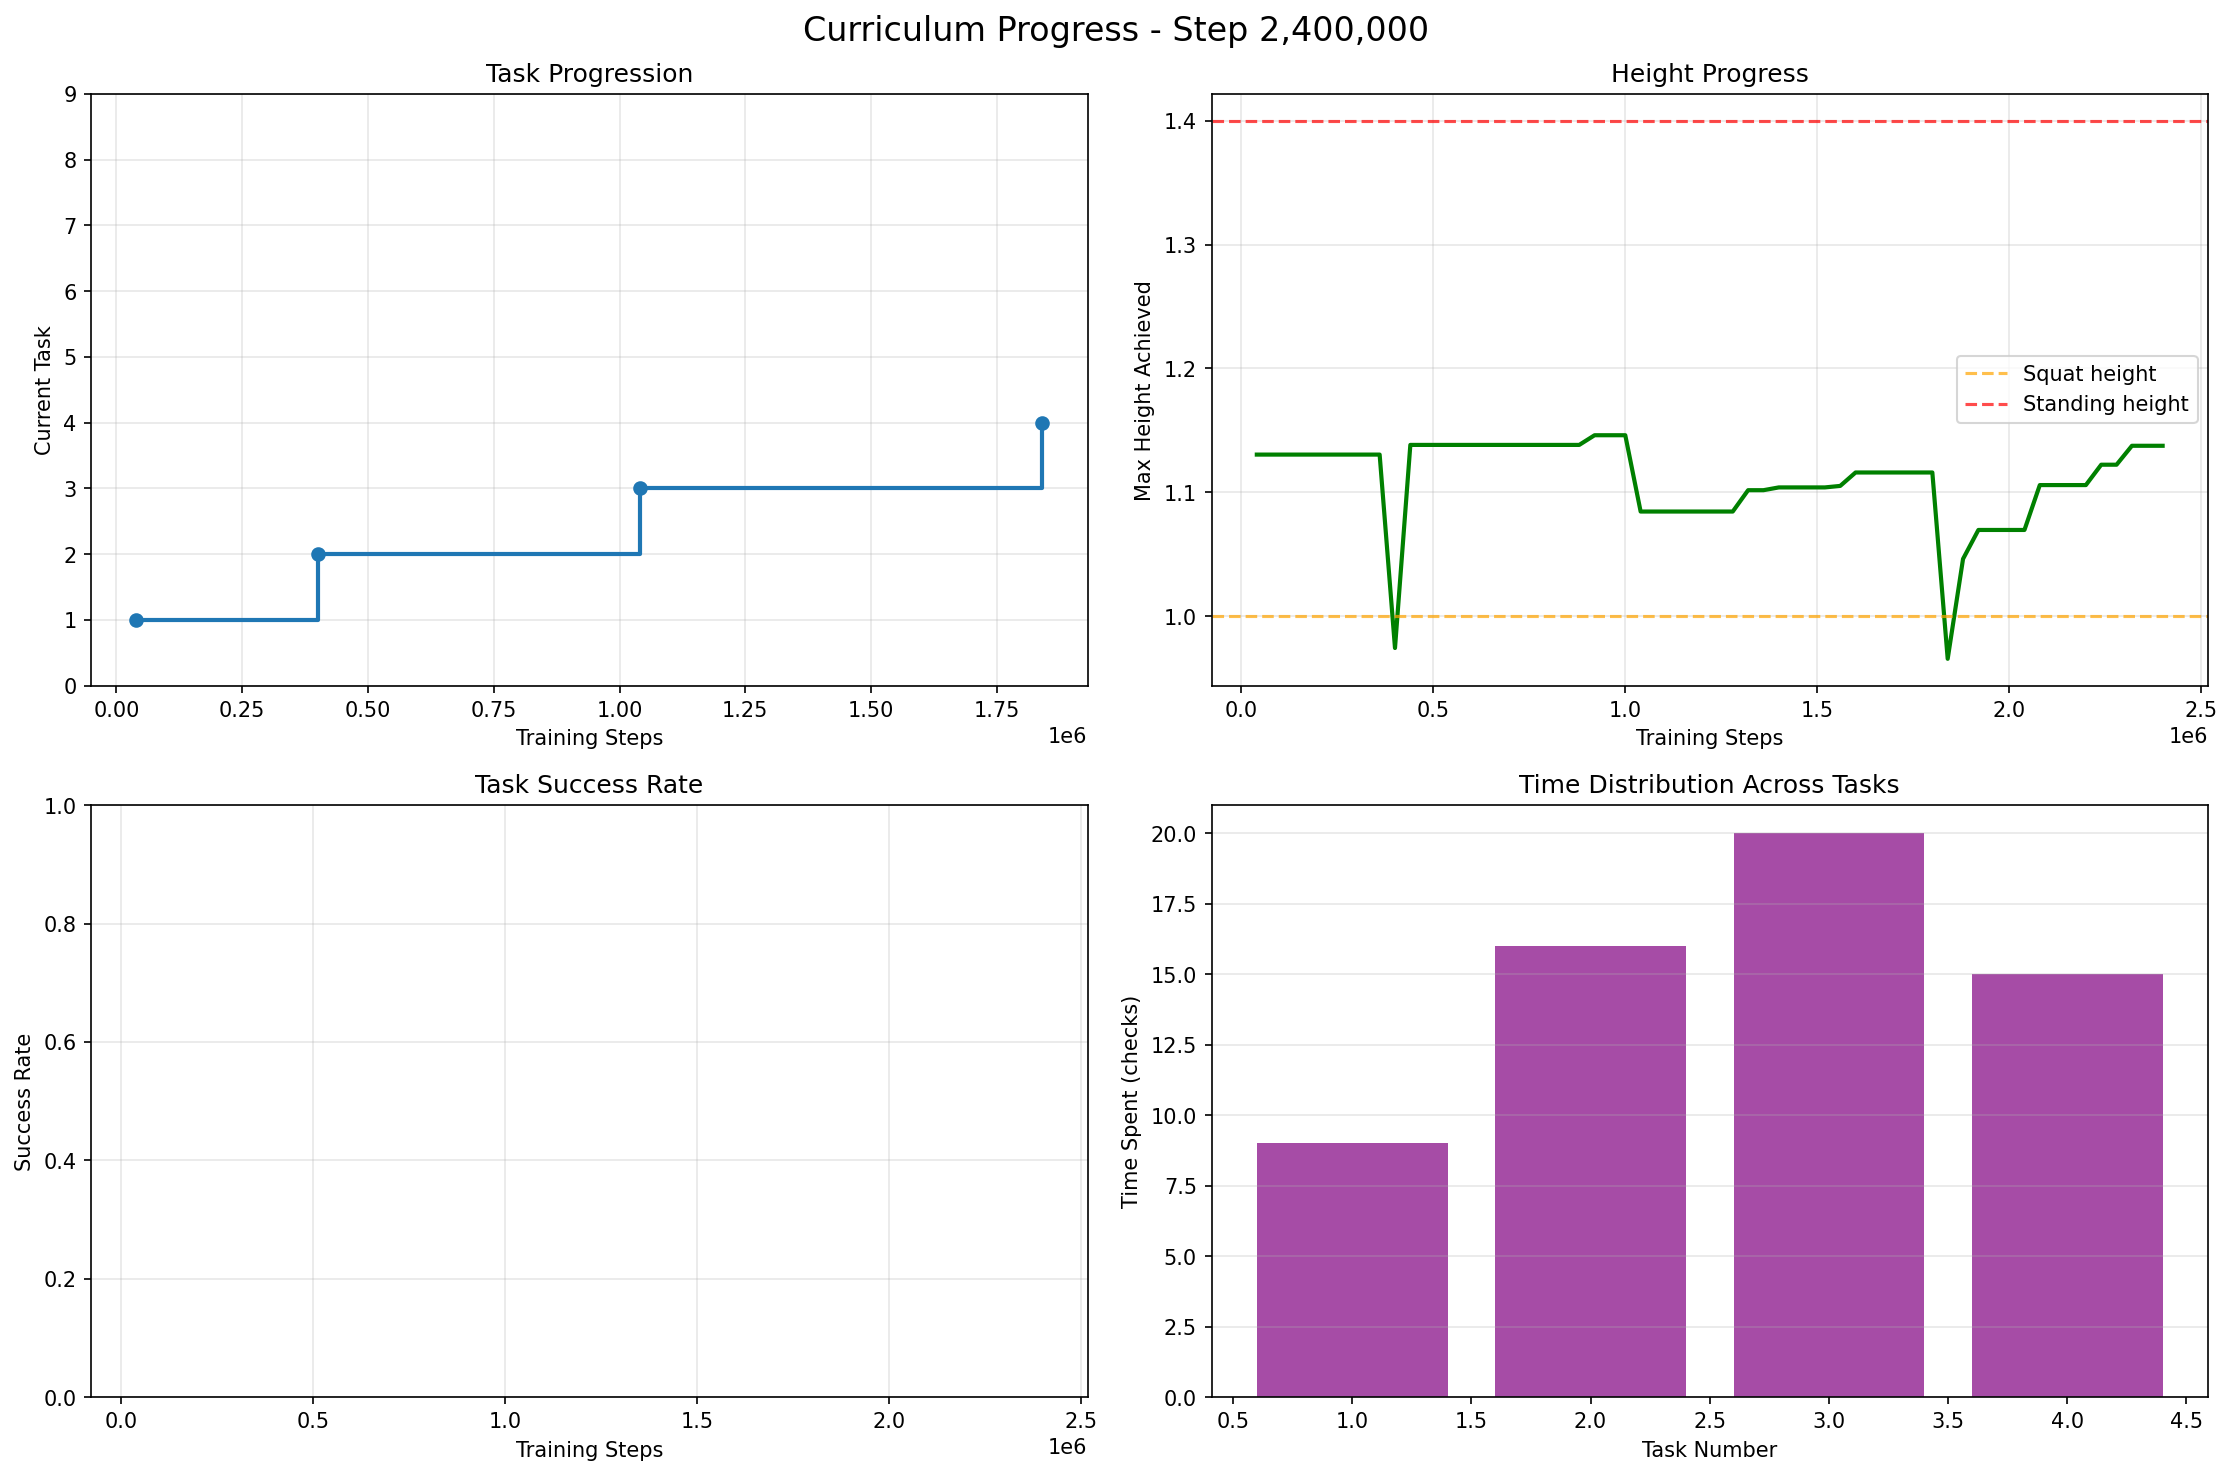 Curriculum Progress - Step 2,400,000
Task Progression
9
8
7
6
5
4
3
2
1
0
Current Task
0.00 0.25 0.50 0.75 1.00 1.25 1.50 1.75
1e6
Training Steps
Height Progress
1.4
1.3
1.2
1.1
1.0
Max Height Achieved
Squat height
Standing height
0.0 0.5 1.0 1.5 2.0 2.5
1e6
Training Steps
Task Success Rate
1.0
0.8
0.6
0.4
0.2
0.0
Success Rate
0.0 0.5 1.0 1.5 2.0 2.5
1e6
Training Steps
Time Distribution Across Tasks
20.0
17.5
15.0
12.5
10.0
7.5
5.0
2.5
0.0
Time Spent (checks)
0.5 1.0 1.5 2.0 2.5 3.0 3.5 4.0 4.5
Task Number